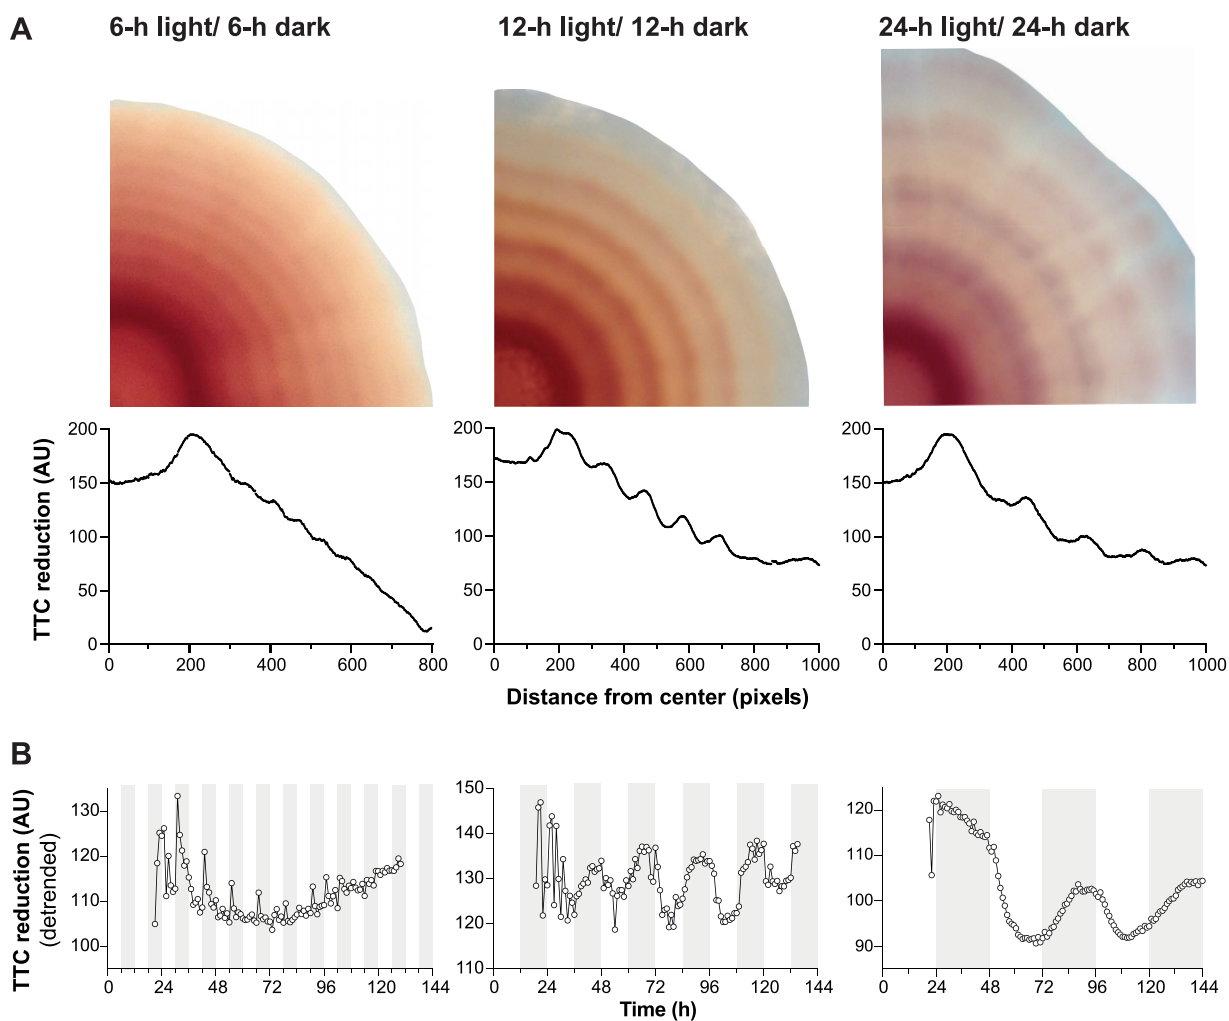 A
6-h light/ 6-h dark
12-h light/ 12-h dark
24-h light/ 24-h dark
TTC reduction (AU)
200
150
100
50
0
0 200 400 600 800
200
150
100
50
0
0 200 400 600 800 1000
200
150
100
50
0
0 200 400 600 800 1000
Distance from center (pixels)
B
TTC reduction (AU)
(detrended)
130
120
110
100
0 24 48 72 96 120 144
150
140
130
120
110
0 24 48 72 96 120 144
120
110
100
90
0 24 48 72 96 120 144
Time (h)